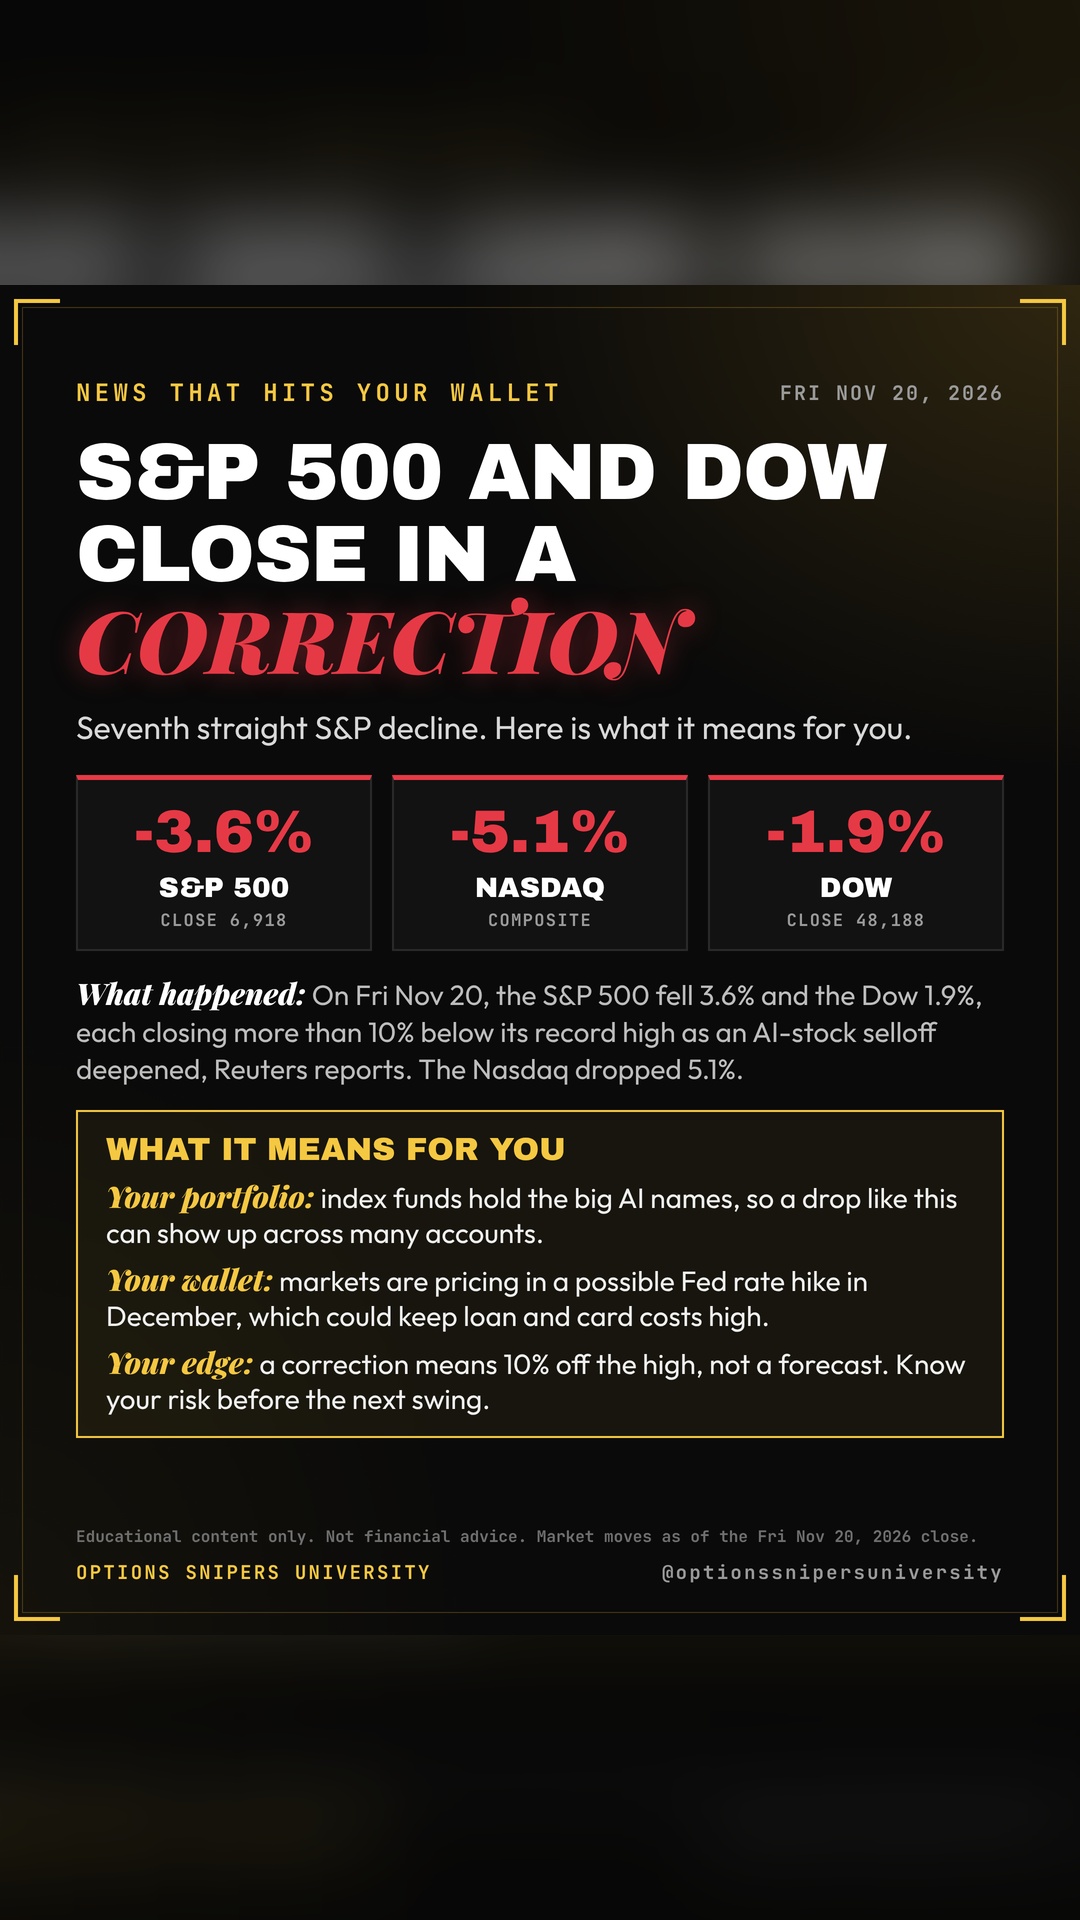 NEWS THAT HITS YOUR WALLET
FRI NOV 20, 2026
S&P 500 AND DOW
CLOSE IN A
CORRECTION
Seventh straight S&P decline. Here is what it means for you.
-3.6%
S&P 500
CLOSE 6,918
-5.1%
NASDAQ
COMPOSITE
-1.9%
DOW
CLOSE 48,188
What happened: On Fri Nov 20, the S&P 500 fell 3.6% and the Dow 1.9%,
each closing more than 10% below its record high as an AI-stock selloff
deepened, Reuters reports. The Nasdaq dropped 5.1%.
WHAT IT MEANS FOR YOU
Your portfolio: index funds hold the big AI names, so a drop like this
can show up across many accounts.
Your wallet: markets are pricing in a possible Fed rate hike in
December, which could keep loan and card costs high.
Your edge: a correction means 10% off the high, not a forecast. Know
your risk before the next swing.
Educational content only. Not financial advice. Market moves as of the Fri Nov 20, 2026 close.
OPTIONS SNIPERS UNIVERSITY
@optionssnipersuniversity